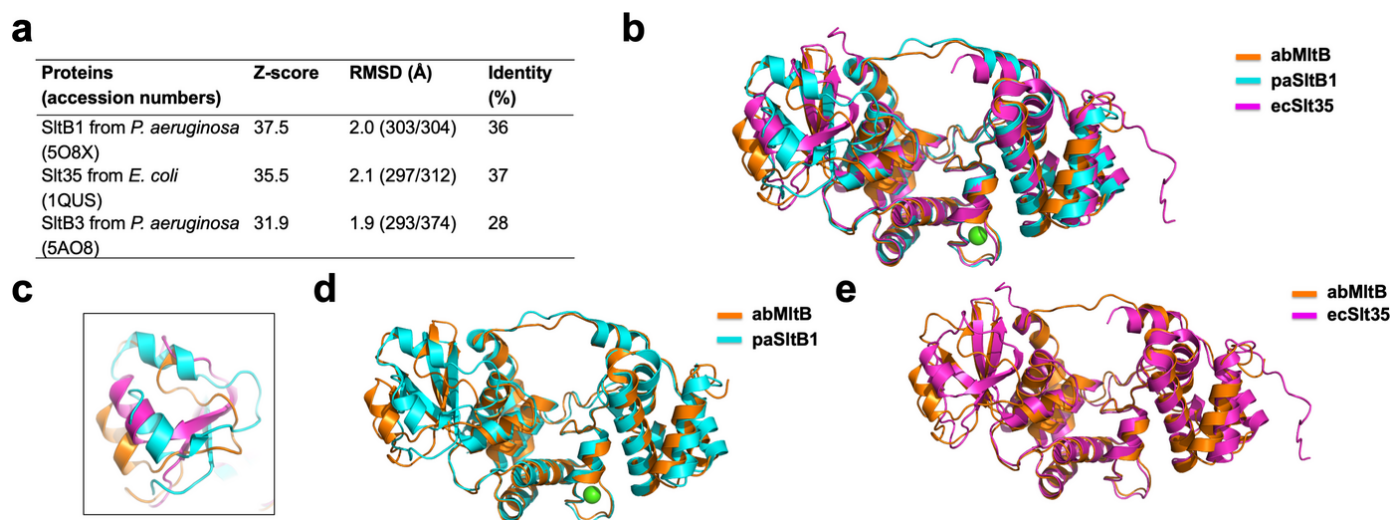 a
Proteins (accession numbers) Z-score RMSD (Å) Identity (%)
SltB1 from P. aeruginosa (5O8X) 37.5 2.0 (303/304) 36
Slt35 from E. coli (1QUS) 35.5 2.1 (297/312) 37
SltB3 from P. aeruginosa (5AO8) 31.9 1.9 (293/374) 28
b
abMltB
paSltB1
ecSlt35
c
d
abMltB
paSltB1
e
abMltB
ecSlt35